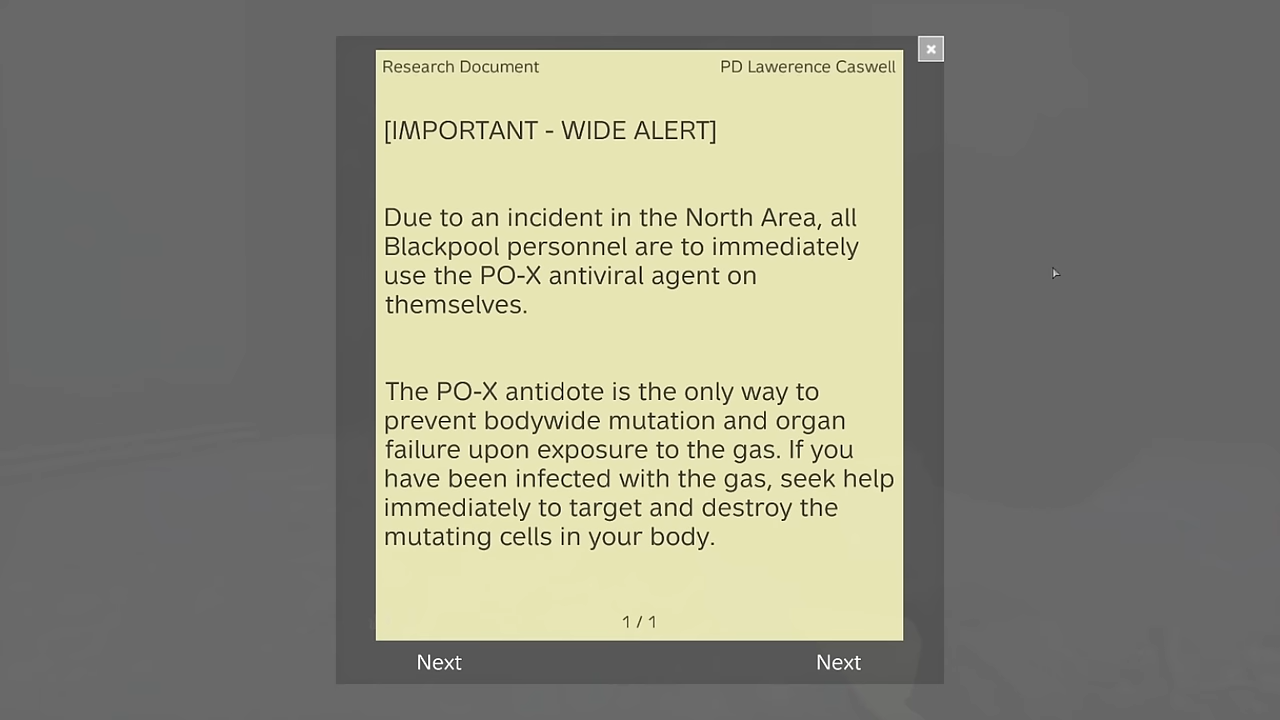 Research Document PD Lawerence Caswell
[IMPORTANT - WIDE ALERT]
Due to an incident in the North Area, all
Blackpool personnel are to immediately
use the PO-X antiviral agent on
themselves.
The PO-X antidote is the only way to
prevent bodywide mutation and organ
failure upon exposure to the gas. If you
have been infected with the gas, seek help
immediately to target and destroy the
mutating cells in your body.
1 / 1
Next Next